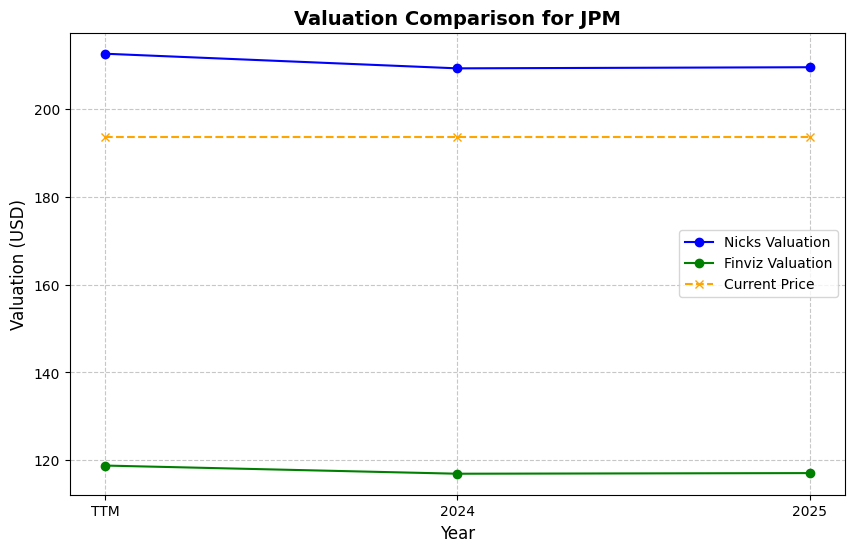 Valuation Comparison for JPM
Valuation (USD)
200
180
160
140
120
Nicks Valuation
Finviz Valuation
Current Price
TTM 2024 2025
Year